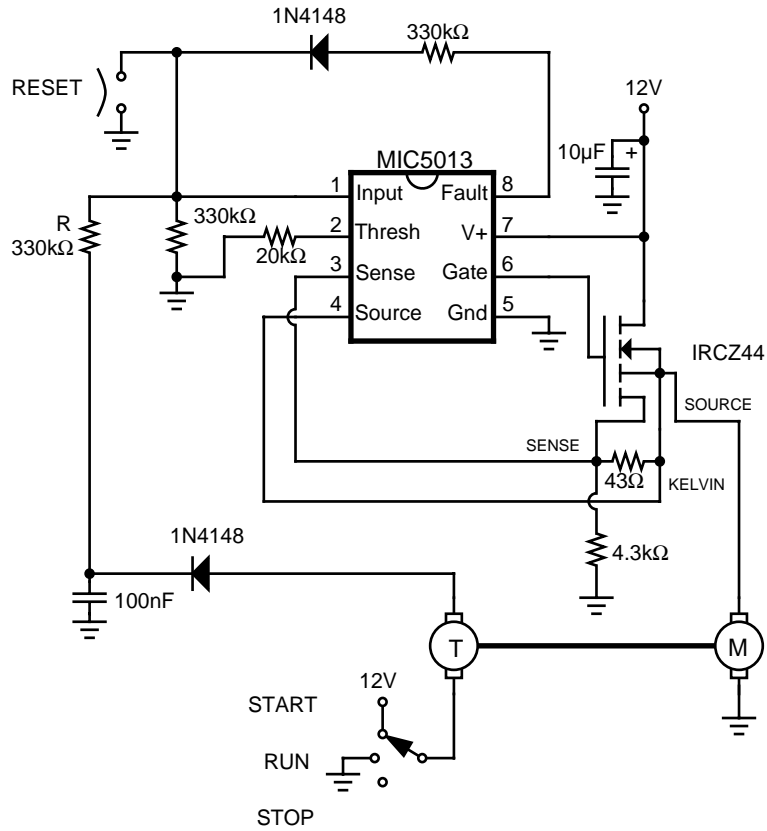 1N4148
330kΩ
RESET
12V
10µF +
MIC5013
1 Input Fault 8
R
330kΩ
330kΩ
2 Thresh V+ 7
20kΩ
3 Sense Gate 6
4 Source Gnd 5
IRCZ44
SOURCE
SENSE
43Ω
KELVIN
1N4148
4.3kΩ
100nF
T
M
12V
START
RUN
STOP